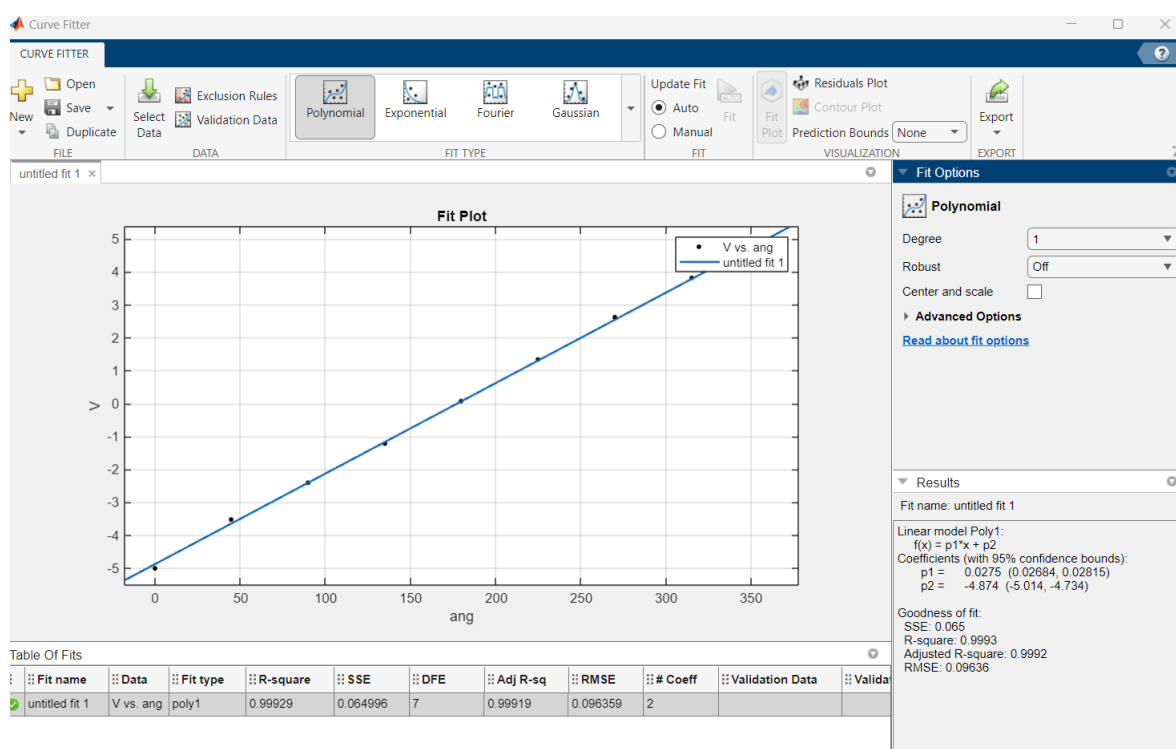 Curve Fitter
CURVE FITTER
?
New
Open
Save
Duplicate
FILE
Select Data
Exclusion Rules
Validation Data
DATA
Polynomial Exponential Fourier Gaussian
FIT TYPE
Update Fit
Auto
Manual
Fit
FIT
Fit Plot
Residuals Plot
Contour Plot
Prediction Bounds None
VISUALIZATION
Export
EXPORT
untitled fit 1 ×
Fit Plot
V vs. ang
untitled fit 1
5
4
3
2
1
0
-1
-2
-3
-4
-5
V
0 50 100 150 200 250 300 350
ang
Fit Options
Polynomial
Degree 1
Robust Off
Center and scale
Advanced Options
Read about fit options
Results
Fit name: untitled fit 1
Linear model Poly1:
f(x) = p1*x + p2
Coefficients (with 95% confidence bounds):
p1 = 0.0275 (0.02684, 0.02815)
p2 = -4.874 (-5.014, -4.734)
Goodness of fit:
SSE: 0.065
R-square: 0.9993
Adjusted R-square: 0.9992
RMSE: 0.09636
Table Of Fits
Fit name Data Fit type R-square SSE DFE Adj R-sq RMSE # Coeff Validation Data Valida
untitled fit 1 V vs. ang poly1 0.99929 0.064996 7 0.99919 0.096359 2